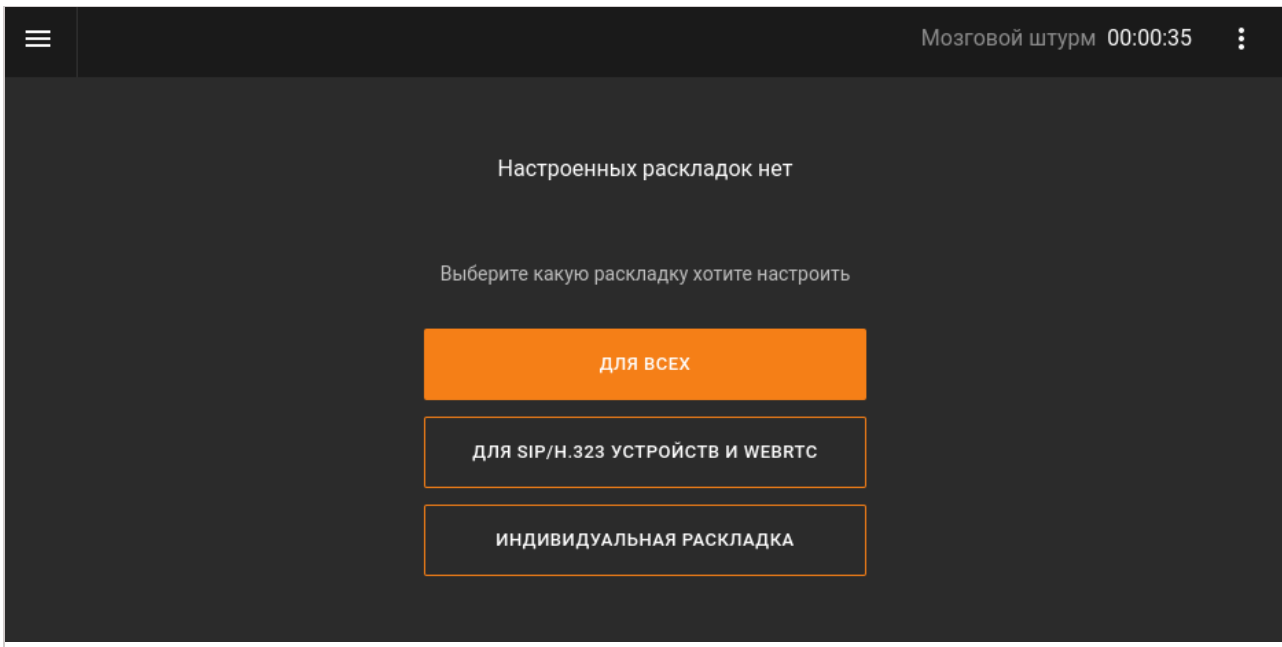 Мозговой штурм 00:00:35
Настроенных раскладок нет
Выберите какую раскладку хотите настроить
ДЛЯ ВСЕХ
ДЛЯ SIP/H.323 УСТРОЙСТВ И WEBRTC
ИНДИВИДУАЛЬНАЯ РАСКЛАДКА